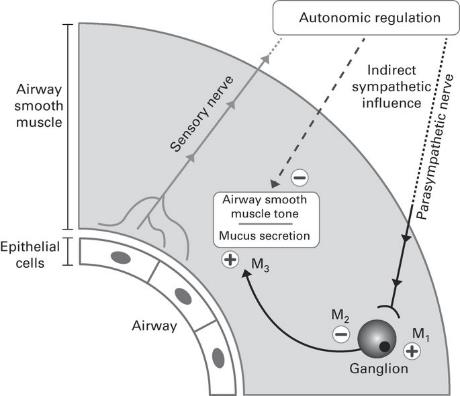 Autonomic regulation
Airway
smooth
muscle
Sensory nerve
Indirect
sympathetic
influence
Parasympathetic nerve
−
Airway smooth
muscle tone
Mucus secretion
Epithelial
cells
+
M3
Airway
M2
−
M1
+
Ganglion